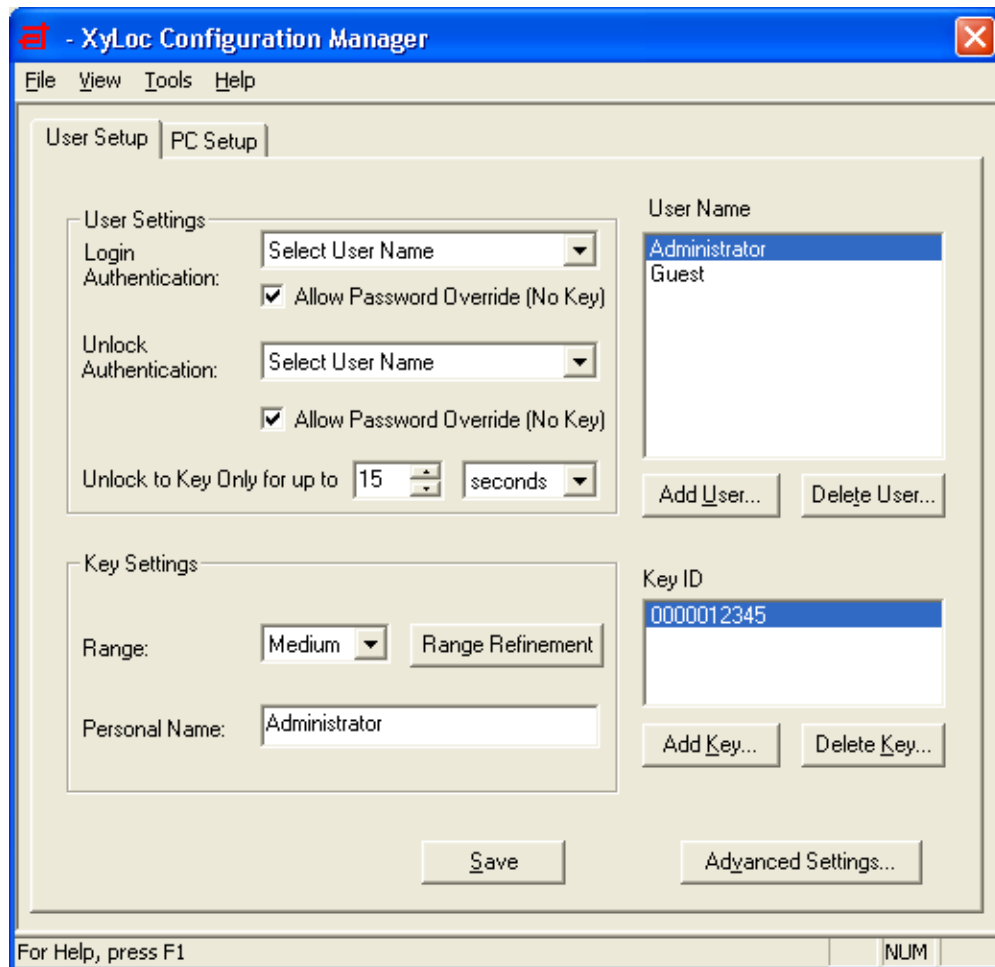 - XyLoc Configuration Manager
File View Tools Help
User Setup PC Setup
User Settings
Login
Authentication:
Select User Name
Allow Password Override (No Key)
Unlock
Authentication:
Select User Name
Allow Password Override (No Key)
Unlock to Key Only for up to 15 seconds
User Name
Administrator
Guest
Add User... Delete User...
Key Settings
Range: Medium Range Refinement
Personal Name: Administrator
Key ID
0000012345
Add Key... Delete Key...
Save Advanced Settings...
For Help, press F1 NUM